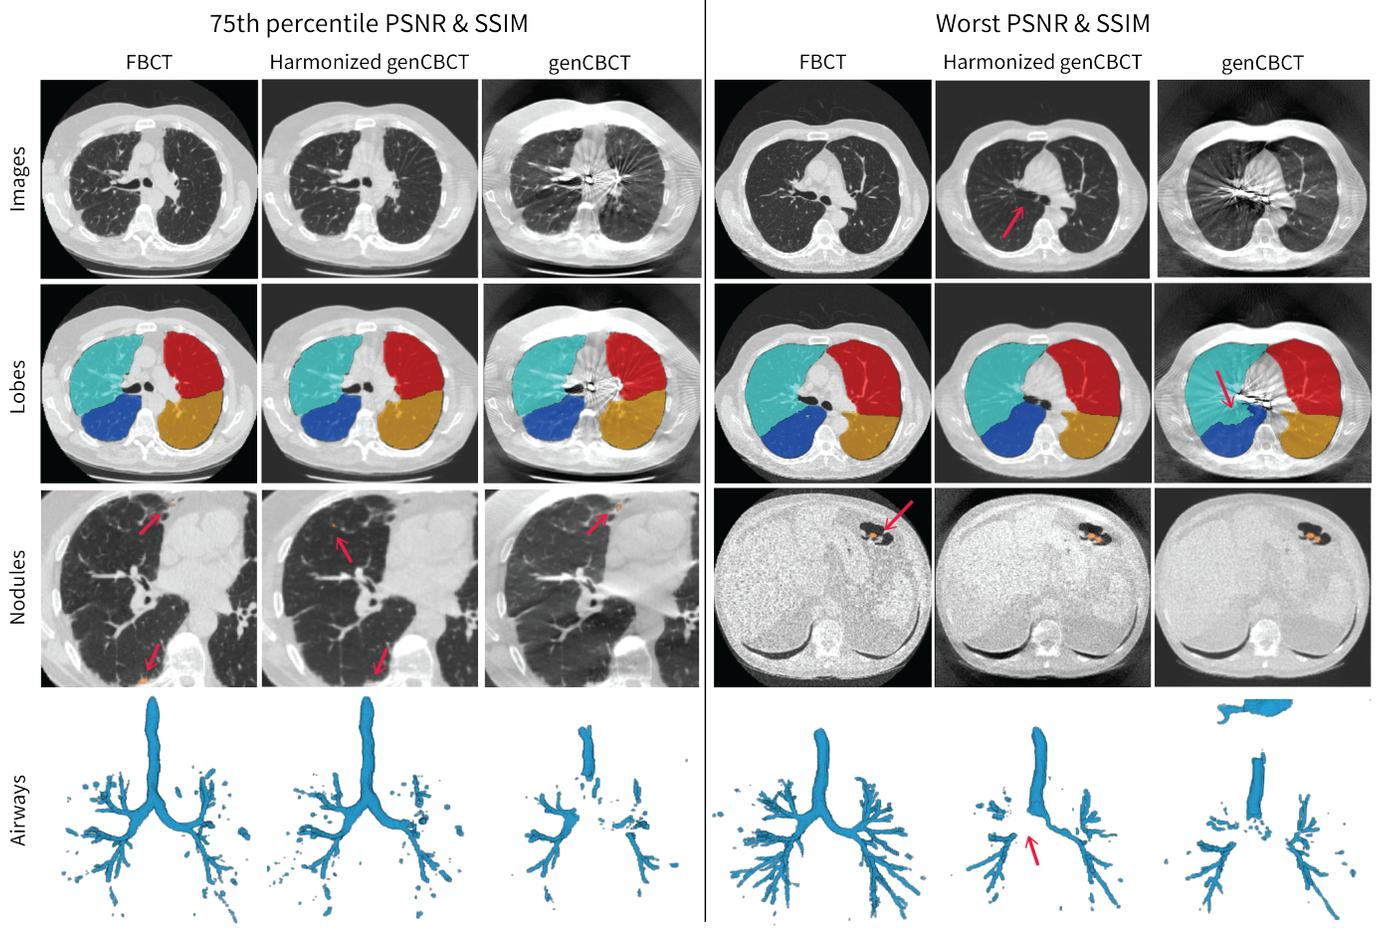 75th percentile PSNR & SSIM
Worst PSNR & SSIM
FBCT
Harmonized genCBCT
genCBCT
FBCT
Harmonized genCBCT
genCBCT
Images
Lobes
Nodules
Airways